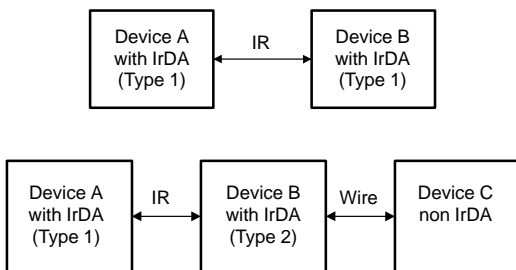 Device A
with IrDA
(Type 1)
IR
Device B
with IrDA
(Type 1)
Device A
with IrDA
(Type 1)
IR
Device B
with IrDA
(Type 2)
Wire
Device C
non IrDA